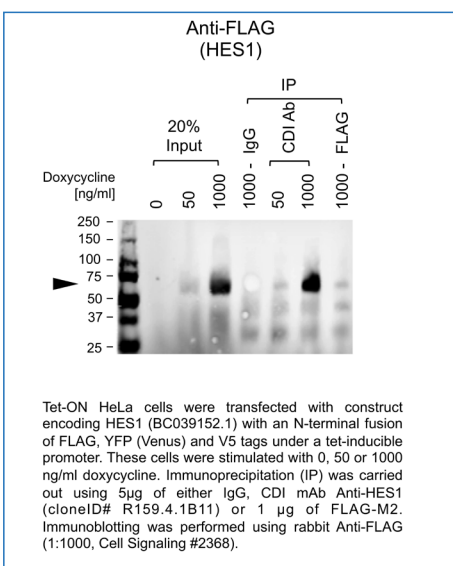 Anti-FLAG
(HES1)
IP
20%
Input
1000 - IgG
CDI Ab
1000 - FLAG
Doxycycline
[ng/ml]
0
50
1000
50
1000
250
150
100
75
50
37
25
Tet-ON HeLa cells were transfected with construct
encoding HES1 (BC039152.1) with an N-terminal fusion
of FLAG, YFP (Venus) and V5 tags under a tet-inducible
promoter. These cells were stimulated with 0, 50 or 1000
ng/ml doxycycline. Immunoprecipitation (IP) was carried
out using 5µg of either IgG, CDI mAb Anti-HES1
(cloneID# R159.4.1B11) or 1 µg of FLAG-M2.
Immunoblotting was performed using rabbit Anti-FLAG
(1:1000, Cell Signaling #2368).